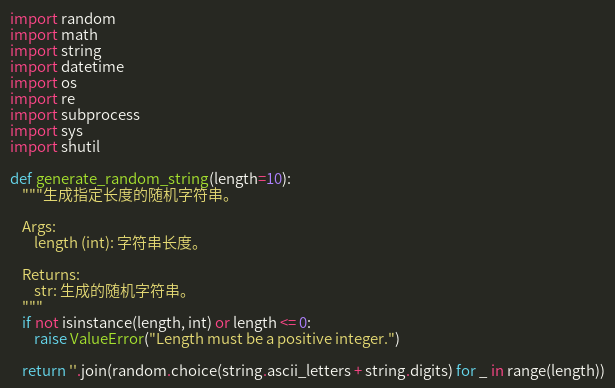 import random
import math
import string
import datetime
import os
import re
import subprocess
import sys
import shutil
def generate_random_string(length=10):
"""生成指定长度的随机字符串。
Args:
length (int): 字符串长度。
Returns:
str: 生成的随机字符串。
"""
if not isinstance(length, int) or length <= 0:
raise ValueError("Length must be a positive integer.")
return ''.join(random.choice(string.ascii_letters + string.digits) for _ in range(length))